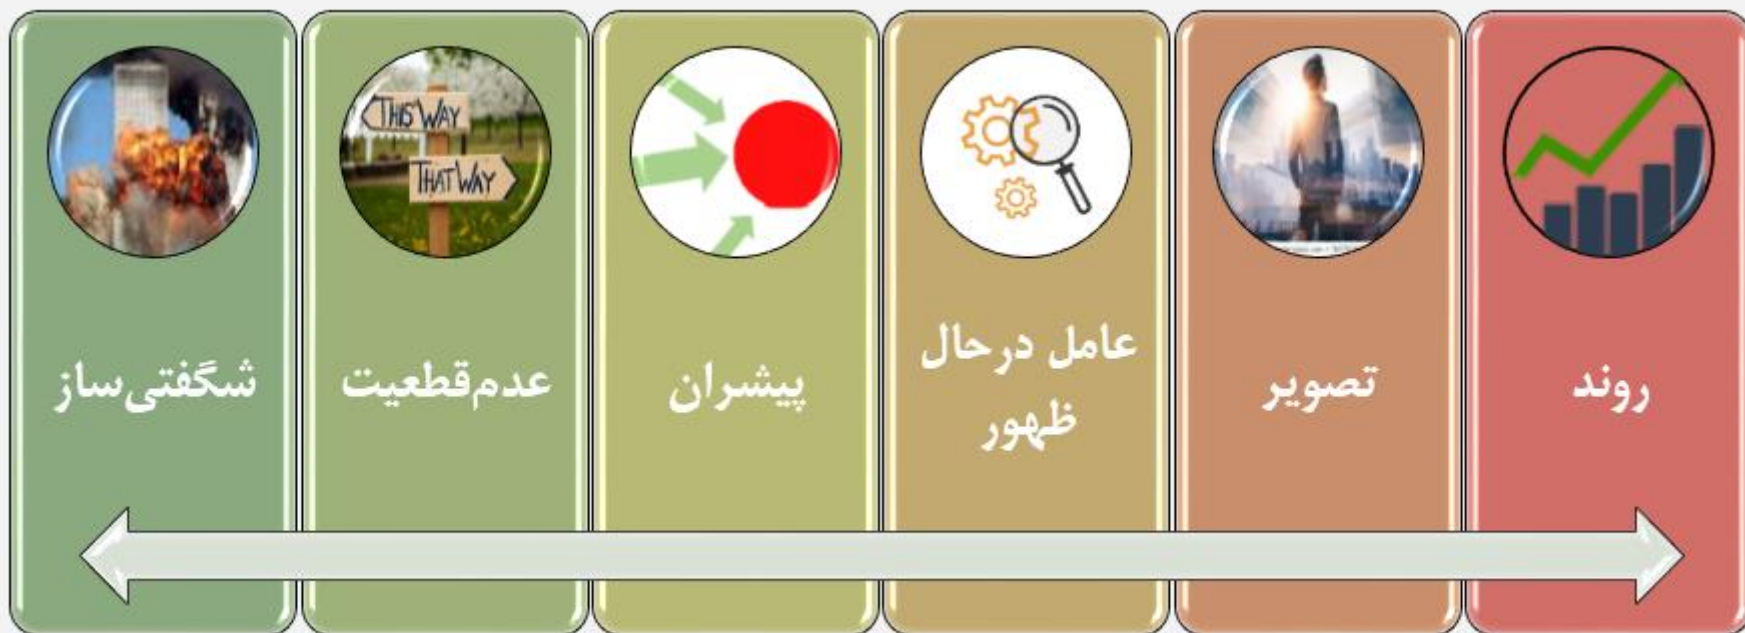 روند
تصویر
عامل درحال
ظهور
پیشران
عدم‌قطعیت
THIS WAY
THAT WAY
شگفتی‌ساز